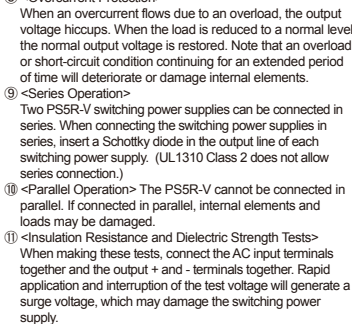 ⑧ <Overcurrent Protection>
When an overcurrent flows due to an overload, the output
voltage hiccups. When the load is reduced to a normal level
the normal output voltage is restored. Note that an overload
or short-circuit condition continuing for an extended period
of time will deteriorate or damage internal elements.
⑨ <Series Operation>
Two PS5R-V switching power supplies can be connected in
series. When connecting the switching power supplies in
series, insert a Schottky diode in the output line of each
switching power supply. (UL1310 Class 2 does not allow
series connection.)
⑩ <Parallel Operation> The PS5R-V cannot be connected in
parallel. If connected in parallel, internal elements and
loads may be damaged.
⑪ <Insulation Resistance and Dielectric Strength Tests>
When making these tests, connect the AC input terminals
together and the output + and - terminals together. Rapid
application and interruption of the test voltage will generate a
surge voltage, which may damage the switching power
supply.